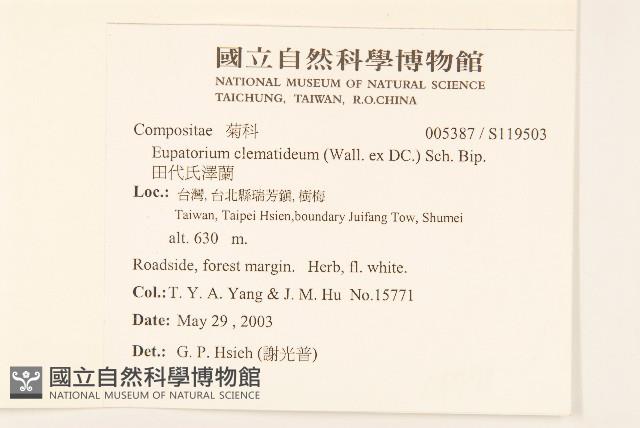 國立自然科學博物館
NATIONAL MUSEUM OF NATURAL SCIENCE
TAICHUNG, TAIWAN, R.O.CHINA
Compositae 菊科 005387 / S119503
Eupatorium clematideum (Wall. ex DC.) Sch. Bip.
田代氏澤蘭
Loc.: 台灣, 台北縣瑞芳鎮, 樹梅
Taiwan, Taipei Hsien,boundary Juifang Tow, Shumei
alt. 630 m.
Roadside, forest margin. Herb, fl. white.
Col.: T. Y. A. Yang & J. M. Hu No.15771
Date: May 29 , 2003
Det.: G. P. Hsieh (謝光普)
國立自然科學博物館
NATIONAL MUSEUM OF NATURAL SCIENCE